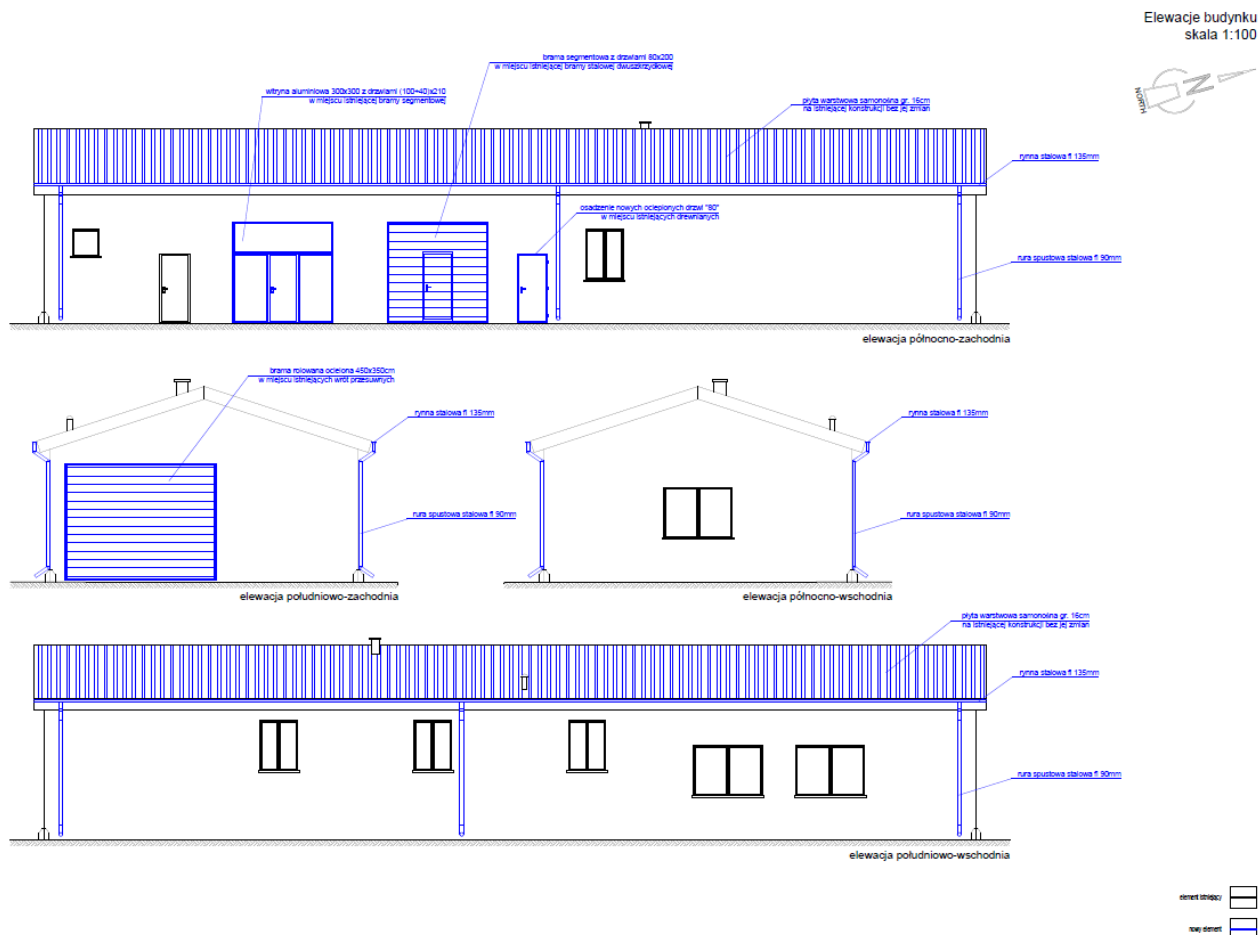 Elewacje budynku
skala 1:100
NORTH
brama segmentowa z drzwiami 80x200
w miejscu istniejącej bramy stalowej dwuskrzydłowej
witryna aluminiowa 300x300 z drzwiami (100+40)x210
w miejscu istniejącej bramy segmentowej
płyta warstwowa samonośna gr. 16cm
na istniejącej konstrukcji bez jej zmian
rynna stalowa fi 135mm
osadzenie nowych ocieplonych drzwi "80"
w miejscu istniejących drewnianych
rura spustowa stalowa fi 90mm
elewacja północno-zachodnia
brama rolowana ocielona 450x350cm
w miejscu istniejących wrót przesuwnych
rynna stalowa fi 135mm
rynna stalowa fi 135mm
rura spustowa stalowa fi 90mm
rura spustowa stalowa fi 90mm
elewacja południowo-zachodnia
elewacja północno-wschodnia
płyta warstwowa samonośna gr. 16cm
na istniejącej konstrukcji bez jej zmian
rynna stalowa fi 135mm
rura spustowa stalowa fi 90mm
elewacja południowo-wschodnia
element istniejący
nowy element